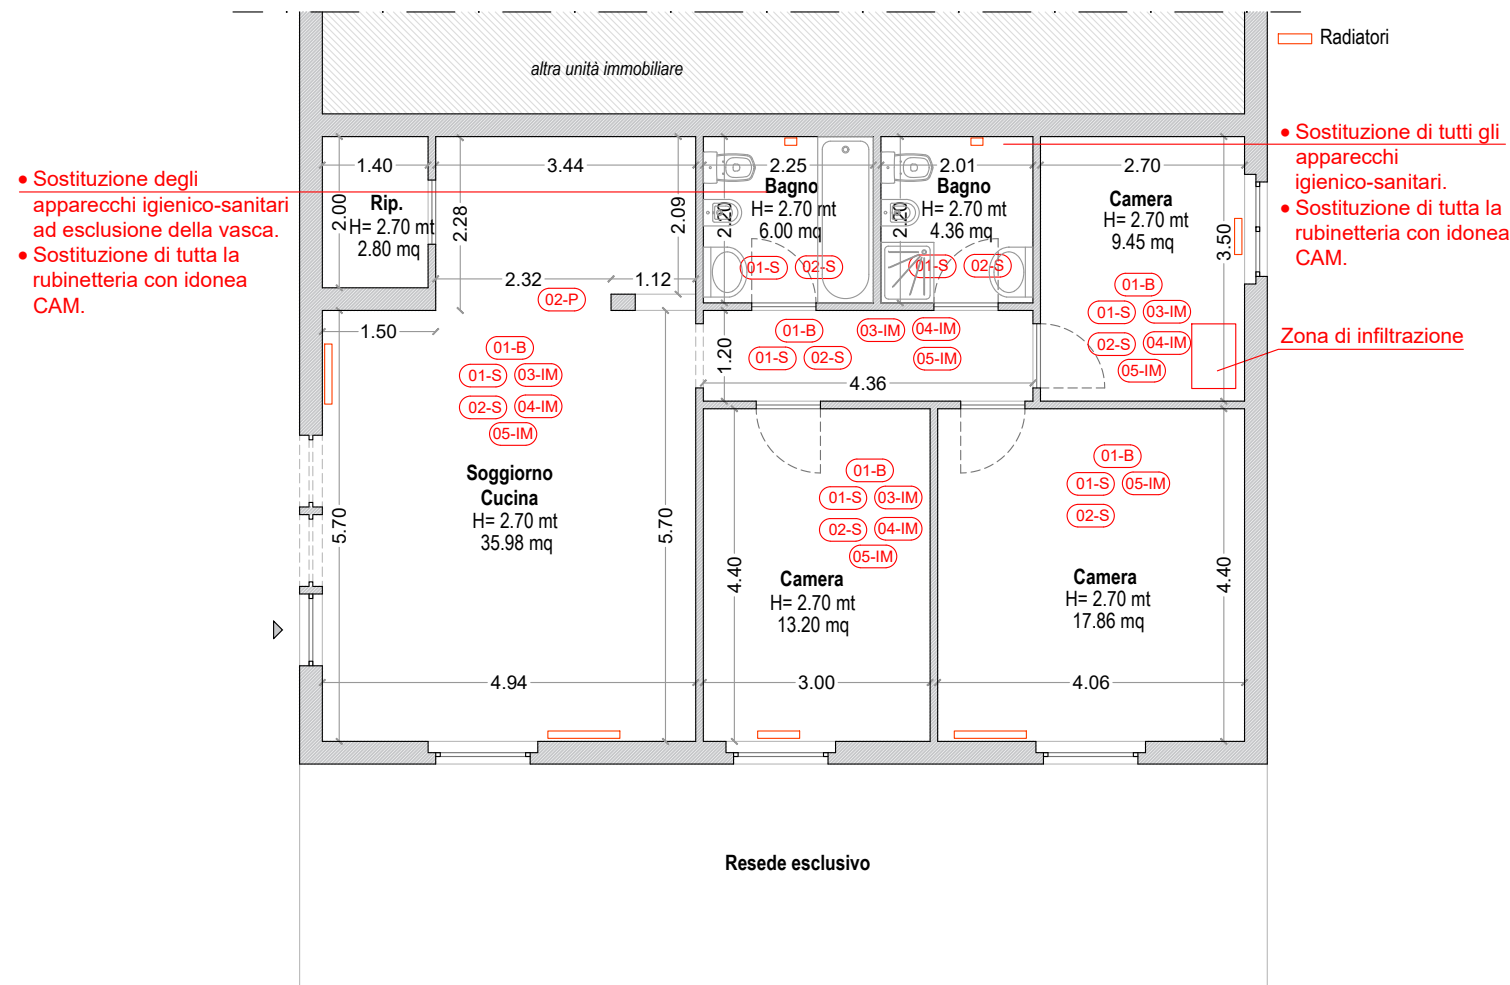 altra unità immobiliare
Radiatori
• Sostituzione degli
apparecchi igienico-sanitari
ad esclusione della vasca.
• Sostituzione di tutta la
rubinetteria con idonea
CAM.
• Sostituzione di tutti gli
apparecchi
igienico-sanitari.
• Sostituzione di tutta la
rubinetteria con idonea
CAM.
Zona di infiltrazione
1.40
2.00
Rip.
H= 2.70 mt
2.80 mq
3.44
2.28
2.09
2.32
1.12
02-P
1.50
2.25
Bagno
2.20
H= 2.70 mt
6.00 mq
01-S
02-S
2.01
Bagno
2.20
H= 2.70 mt
4.36 mq
01-S
02-S
2.70
Camera
H= 2.70 mt
9.45 mq
3.50
01-B
01-S
03-IM
02-S
04-IM
05-IM
1.20
01-B
03-IM
04-IM
01-S
02-S
05-IM
4.36
01-B
01-S
03-IM
02-S
04-IM
05-IM
Soggiorno
Cucina
H= 2.70 mt
35.98 mq
5.70
5.70
4.94
01-B
01-S
03-IM
02-S
04-IM
05-IM
4.40
Camera
H= 2.70 mt
13.20 mq
3.00
01-B
01-S
05-IM
02-S
Camera
H= 2.70 mt
17.86 mq
4.40
4.06
Resede esclusivo